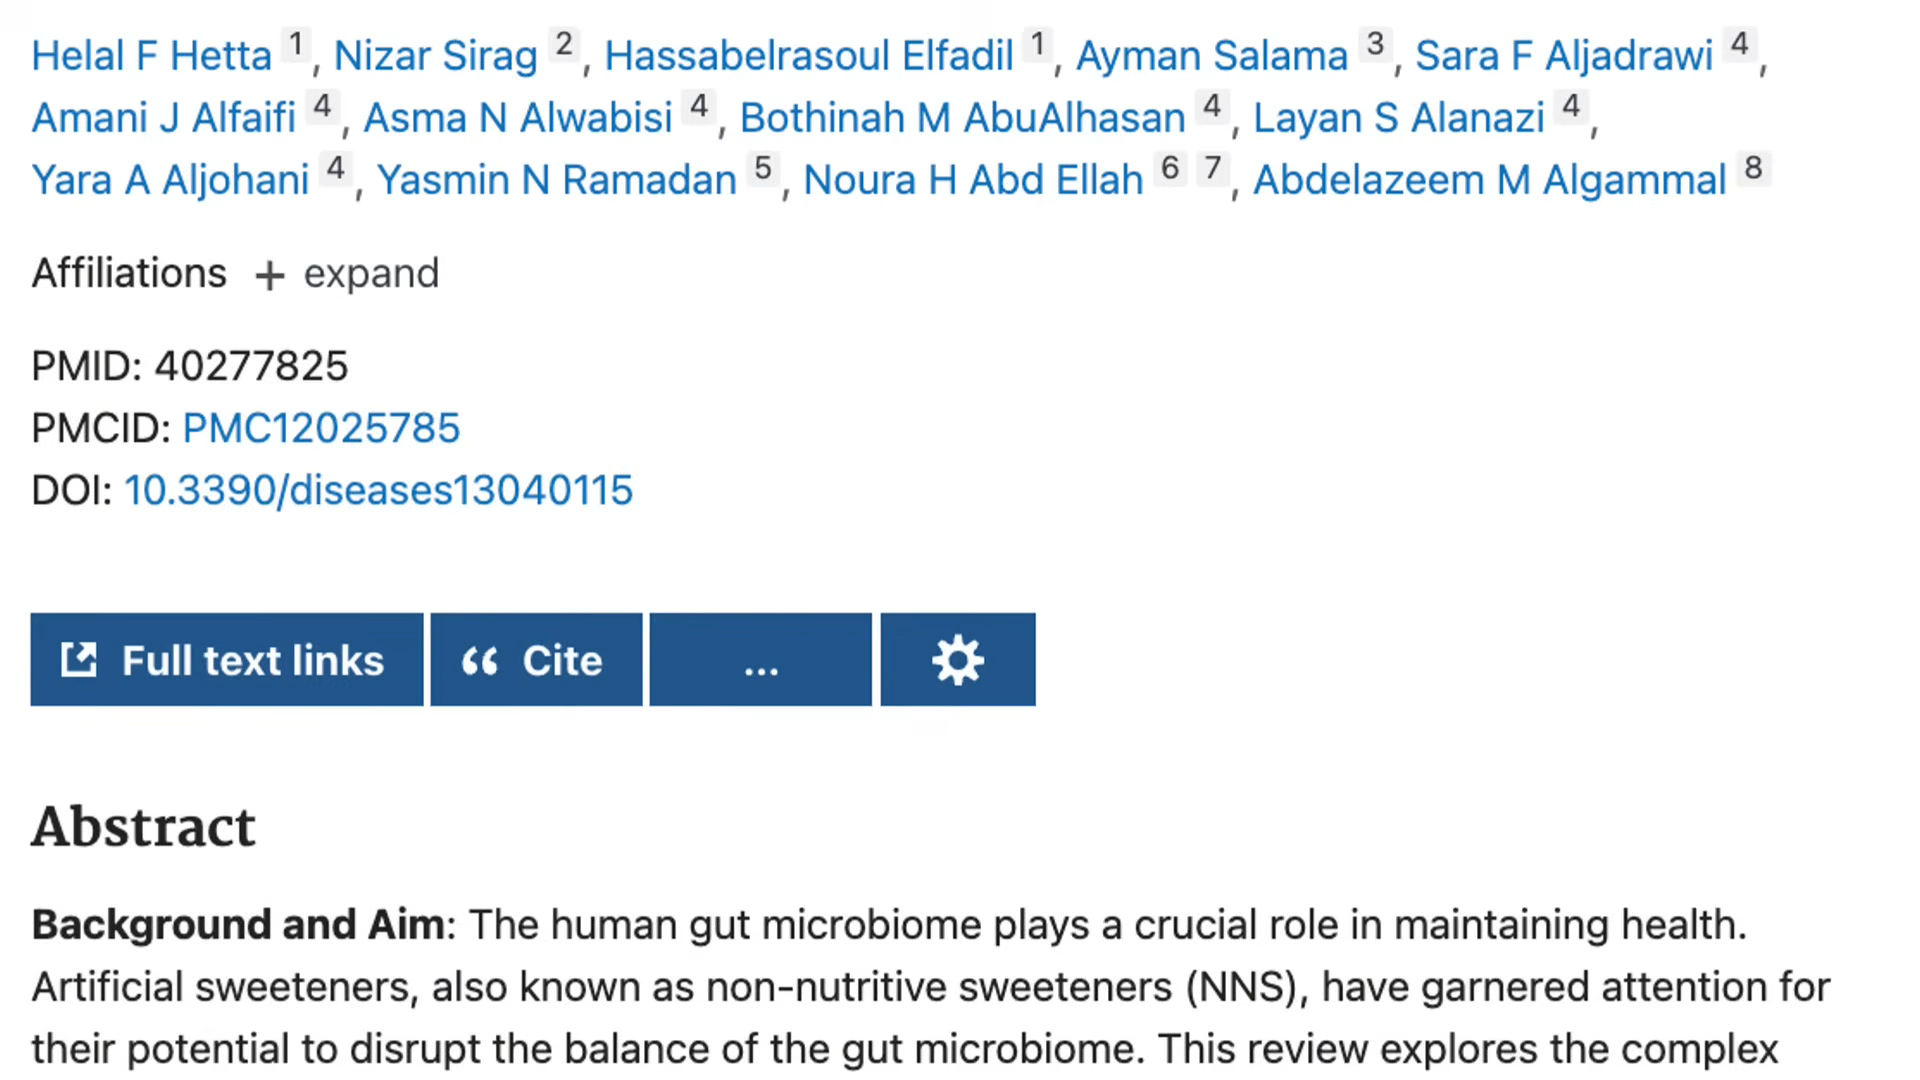 Helal F Hetta 1, Nizar Sirag 2, Hassabelrasoul Elfadil 1, Ayman Salama 3, Sara F Aljadrawi 4,
Amani J Alfaifi 4, Asma N Alwabisi 4, Bothinah M AbuAlhasan 4, Layan S Alanazi 4,
Yara A Aljohani 4, Yasmin N Ramadan 5, Noura H Abd Ellah 6 7, Abdelazeem M Algammal 8
Affiliations + expand
PMID: 40277825
PMCID: PMC12025785
DOI: 10.3390/diseases13040115
Full text links “ Cite ...
Abstract
Background and Aim: The human gut microbiome plays a crucial role in maintaining health.
Artificial sweeteners, also known as non-nutritive sweeteners (NNS), have garnered attention for
their potential to disrupt the balance of the gut microbiome. This review explores the complex